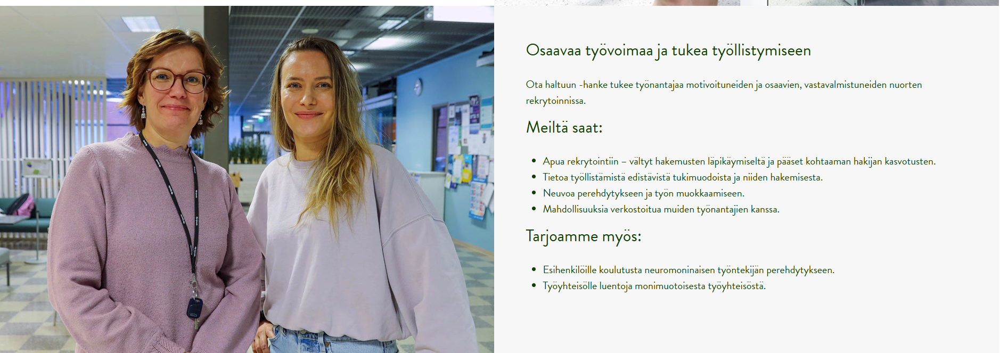 Osaavaa työvoimaa ja tukea työllistymiseen
Ota haltuun -hanke tukee työnantajaa motivoituneiden ja osaavien, vastavalmistuneiden nuorten
rekrytoinnissa.
Meiltä saat:
Apua rekrytointiin – vältyt hakemusten läpikäymiseltä ja pääset kohtaaman hakijan kasvotusten.
Tietoa työllistämistä edistävistä tukimuodoista ja niiden hakemisesta.
Neuvoa perehdytykseen ja työn muokkaamiseen.
Mahdollisuuksia verkostoitua muiden työnantajien kanssa.
Tarjoamme myös:
Esihenkilöille koulutusta neuromoninaisen työntekijän perehdytykseen.
Työyhteisölle luentoja monimuotoisesta työyhteisöstä.